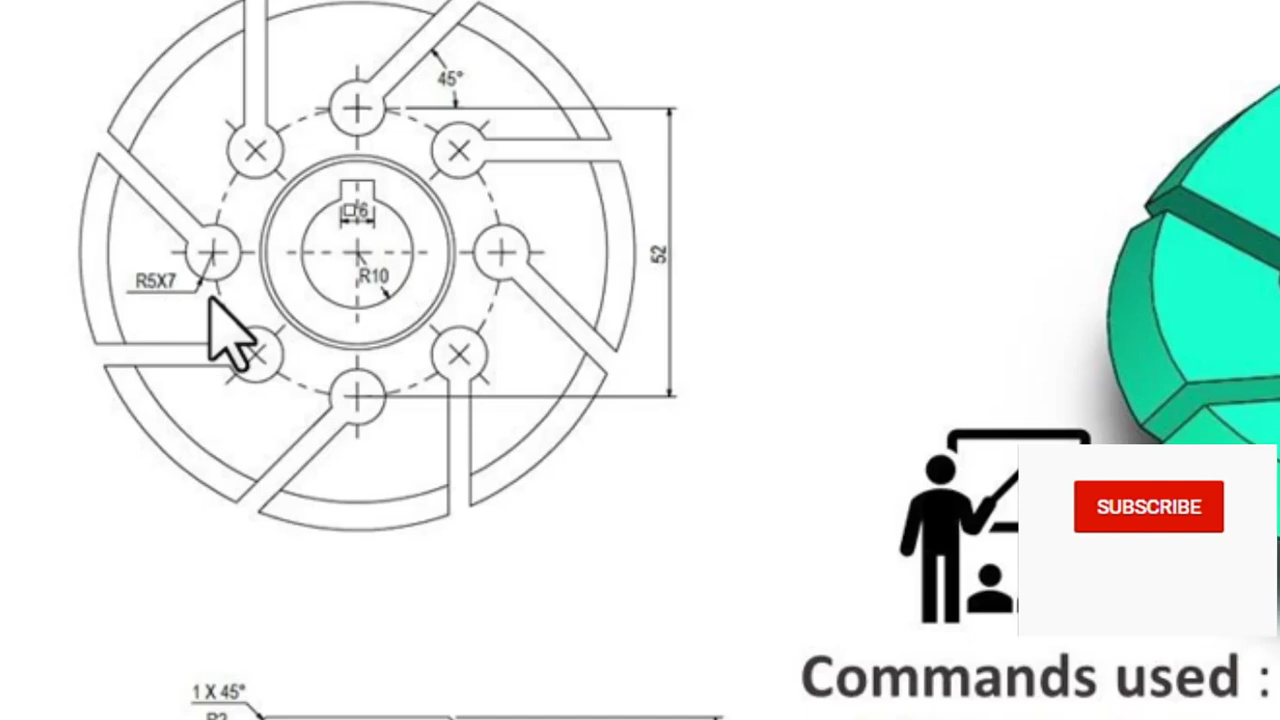 45°
□6
52
R10
R5X7
SUBSCRIBE
Commands used :
1 X 45°